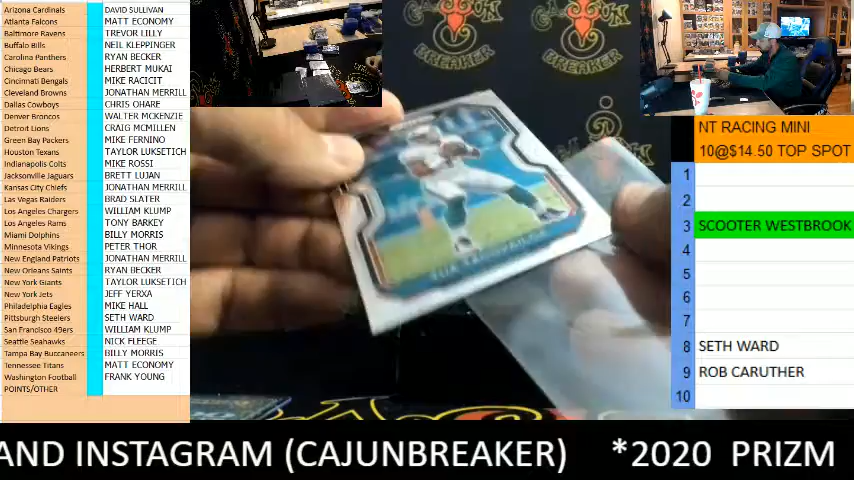 Arizona Cardinals DAVID SULLIVAN
Atlanta Falcons MATT ECONOMY
Baltimore Ravens TREVOR LILLY
Buffalo Bills NEIL KLEPPINGER
Carolina Panthers RYAN BECKER
Chicago Bears HERBERT MUKAI
Cincinnati Bengals MIKE RACICIT
Cleveland Browns JONATHAN MERRILL
Dallas Cowboys CHRIS OHARE
Denver Broncos WALTER MCKENZIE
Detroit Lions CRAIG MCMILLEN
Green Bay Packers MIKE FERNINO
Houston Texans TAYLOR LUKSETICH
Indianapolis Colts MIKE ROSSI
Jacksonville Jaguars BRETT LUJAN
Kansas City Chiefs JONATHAN MERRILL
Las Vegas Raiders BRAD SLATER
Los Angeles Chargers WILLIAM KLUMP
Los Angeles Rams TONY BARKEY
Miami Dolphins BILLY MORRIS
Minnesota Vikings PETER THOR
New England Patriots JONATHAN MERRILL
New Orleans Saints RYAN BECKER
New York Giants TAYLOR LUKSETICH
New York Jets JEFF YERXA
Philadelphia Eagles MIKE HALL
Pittsburgh Steelers SETH WARD
San Francisco 49ers WILLIAM KLUMP
Seattle Seahawks NICK FLEEGE
Tampa Bay Buccaneers BILLY MORRIS
Tennessee Titans MATT ECONOMY
Washington Football FRANK YOUNG
POINTS/OTHER
CAJUN
BREAKER
CAJUN
BREAKER
TUA TAGOVAILOA
NT RACING MINI
10@$14.50 TOP SPOT
1
2
3 SCOOTER WESTBROOK
4
5
6
7
8 SETH WARD
9 ROB CARUTHER
10
AND INSTAGRAM (CAJUNBREAKER) *2020 PRIZM